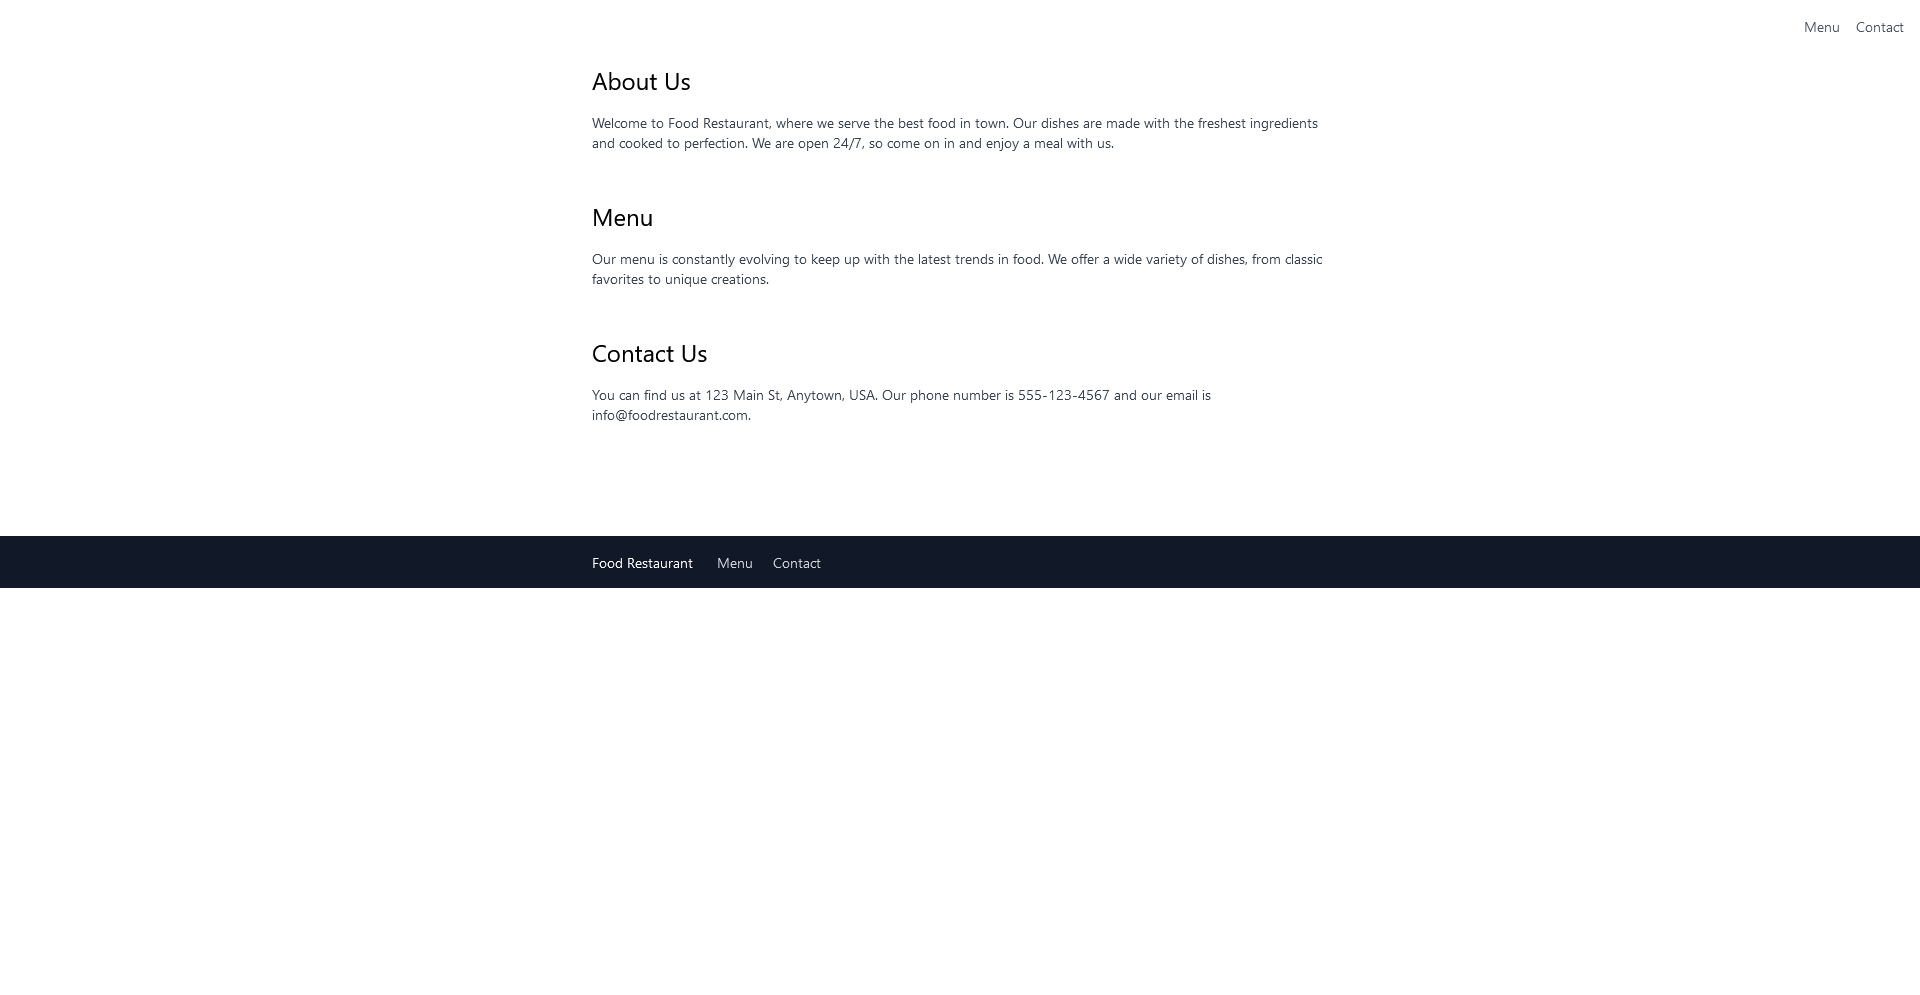 Menu Contact
About Us
Welcome to Food Restaurant, where we serve the best food in town. Our dishes are made with the freshest ingredients
and cooked to perfection. We are open 24/7, so come on in and enjoy a meal with us.
Menu
Our menu is constantly evolving to keep up with the latest trends in food. We offer a wide variety of dishes, from classic
favorites to unique creations.
Contact Us
You can find us at 123 Main St, Anytown, USA. Our phone number is 555-123-4567 and our email is
info@foodrestaurant.com.
Food Restaurant Menu Contact